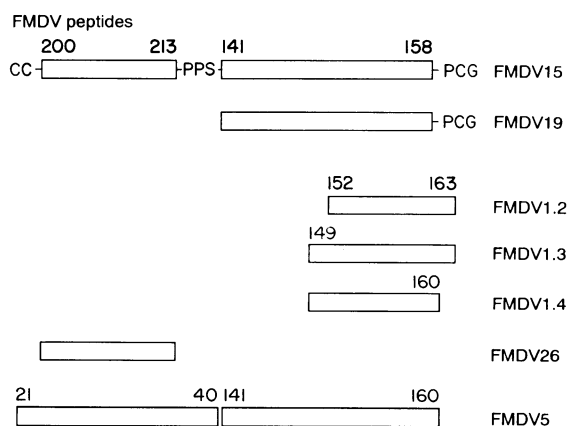 FMDV peptides
200 213 141 158
CC- -PPS- - PCG FMDV15
- PCG FMDV19
152 163
FMDV1.2
149
FMDV1.3
160
FMDV1.4
FMDV26
21 40 141 160
FMDV5